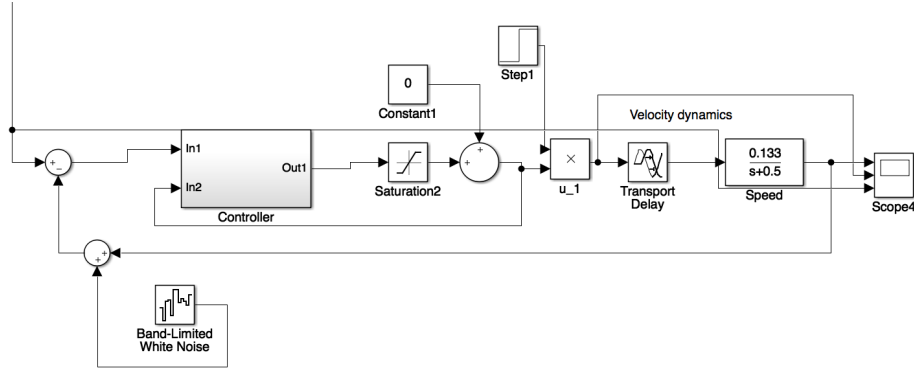 Step1
0
Constant1
Velocity dynamics
+
−
In1
In2
Out1
Controller
Saturation2
+
+
×
u_1
Transport
Delay
0.133
s+0.5
Speed
Scope4
+
+
Band-Limited
White Noise